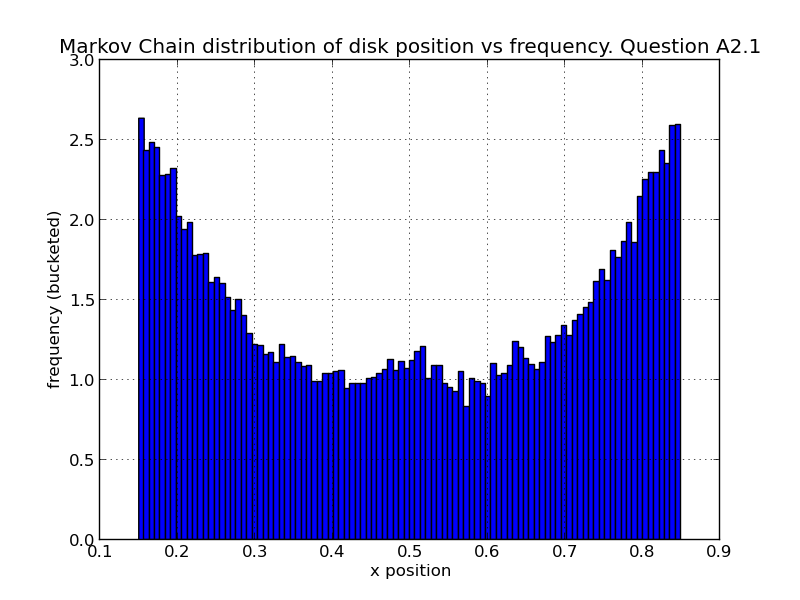 Markov Chain distribution of disk position vs frequency. Question A2.1
3.0
2.5
2.0
1.5
1.0
0.5
0.0
frequency (bucketed)
0.1 0.2 0.3 0.4 0.5 0.6 0.7 0.8 0.9
x position